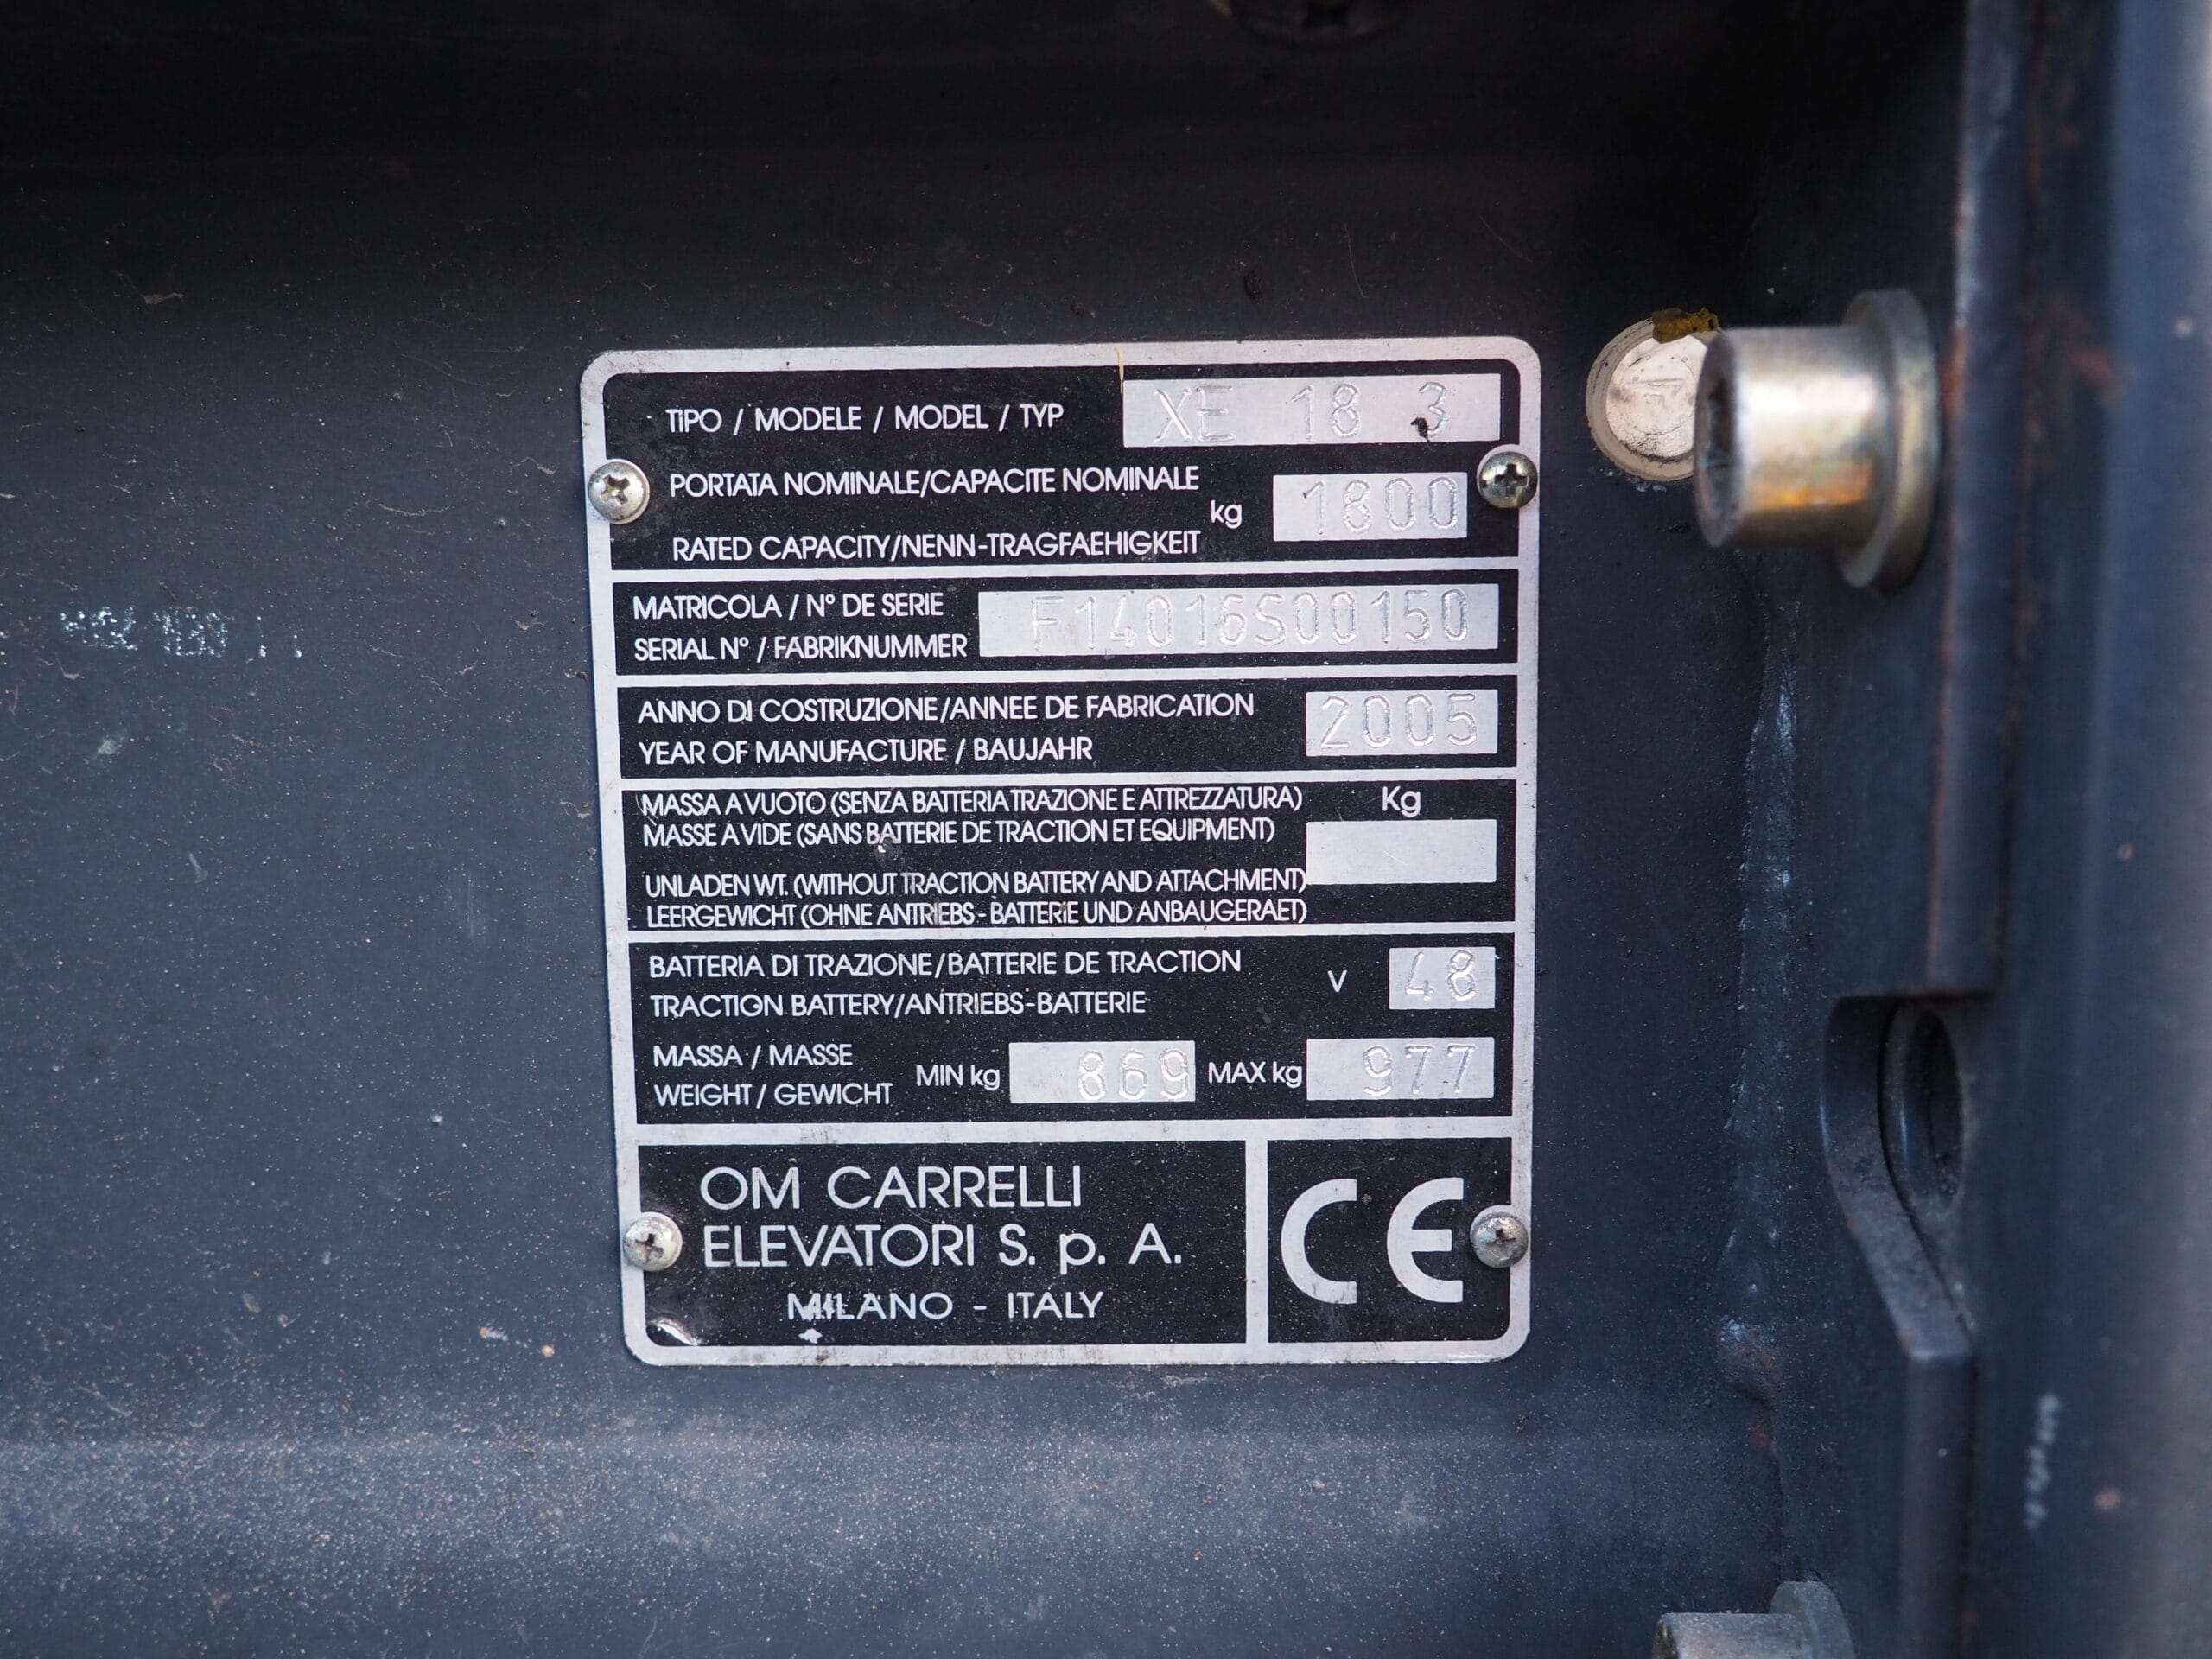 TIPO / MODELE / MODEL / TYP XE 18 3
PORTATA NOMINALE/CAPACITE NOMINALE
kg 1800
RATED CAPACITY/NENN-TRAGFAEHIGKEIT
MATRICOLA / N° DE SERIE
SERIAL N° / FABRIKNUMMER F14016S00150
ANNO DI COSTRUZIONE/ANNEE DE FABRICATION
YEAR OF MANUFACTURE / BAUJAHR 2005
MASSA A VUOTO (SENZA BATTERIA TRAZIONE E ATTREZZATURA) Kg
MASSE A VIDE (SANS BATTERIE DE TRACTION ET EQUIPMENT)
UNLADEN WT. (WITHOUT TRACTION BATTERY AND ATTACHMENT)
LEERGEWICHT (OHNE ANTRIEBS - BATTERIE UND ANBAUGERAET)
BATTERIA DI TRAZIONE/BATTERIE DE TRACTION V 48
TRACTION BATTERY/ANTRIEBS-BATTERIE
MASSA / MASSE
WEIGHT / GEWICHT MIN kg 869 MAX kg 977
OM CARRELLI
ELEVATORI S. p. A.
MILANO - ITALY
CE